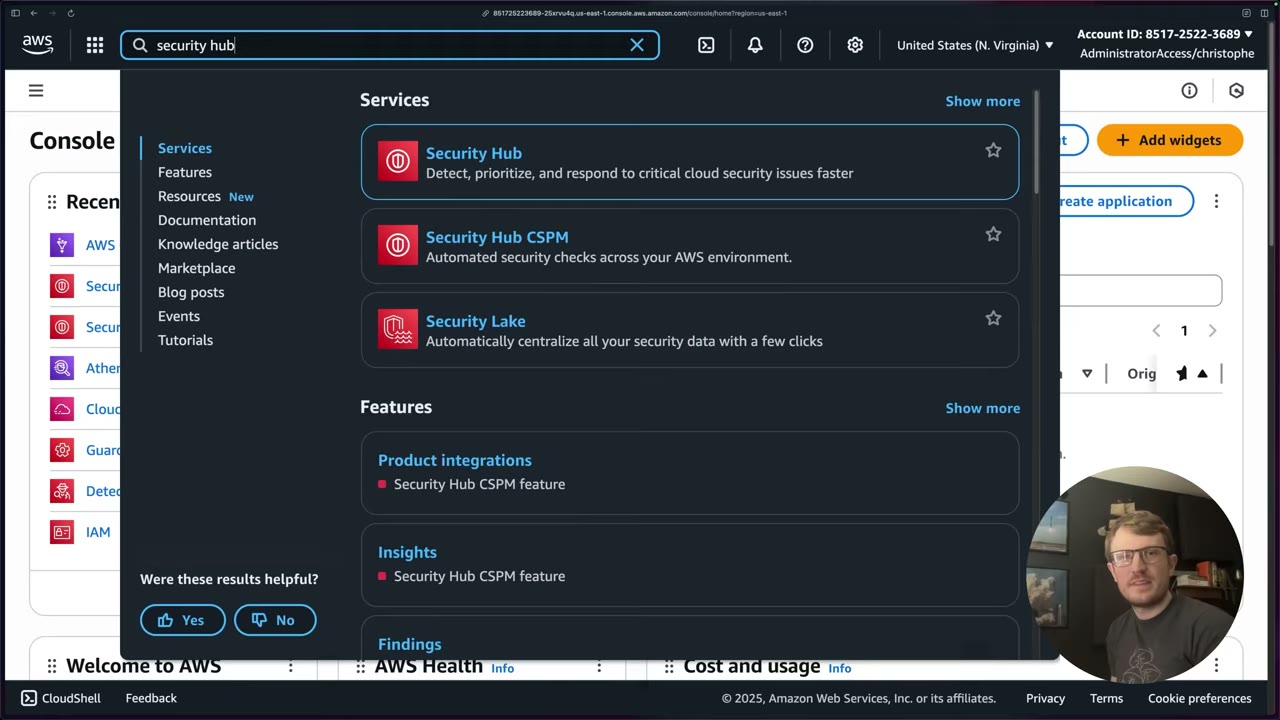 851725223689-25xrvu4q.us-east-1.console.aws.amazon.com/console/home?region=us-east-1
aws
security hub
United States (N. Virginia)
Account ID: 8517-2522-3689
AdministratorAccess/christophe
Console
Add widgets
Recen
reate application
AWS
Secur
Secur
Ather
Cloud
Guard
Detec
IAM
Services
Features
Resources New
Documentation
Knowledge articles
Marketplace
Blog posts
Events
Tutorials
Were these results helpful?
Yes
No
Services
Show more
Security Hub
Detect, prioritize, and respond to critical cloud security issues faster
Security Hub CSPM
Automated security checks across your AWS environment.
Security Lake
Automatically centralize all your security data with a few clicks
Features
Show more
Product integrations
Security Hub CSPM feature
Insights
Security Hub CSPM feature
Findings
1
Orig
Welcome to AWS
AWS Health Info
Cost and usage Info
CloudShell
Feedback
© 2025, Amazon Web Services, Inc. or its affiliates.
Privacy
Terms
Cookie preferences